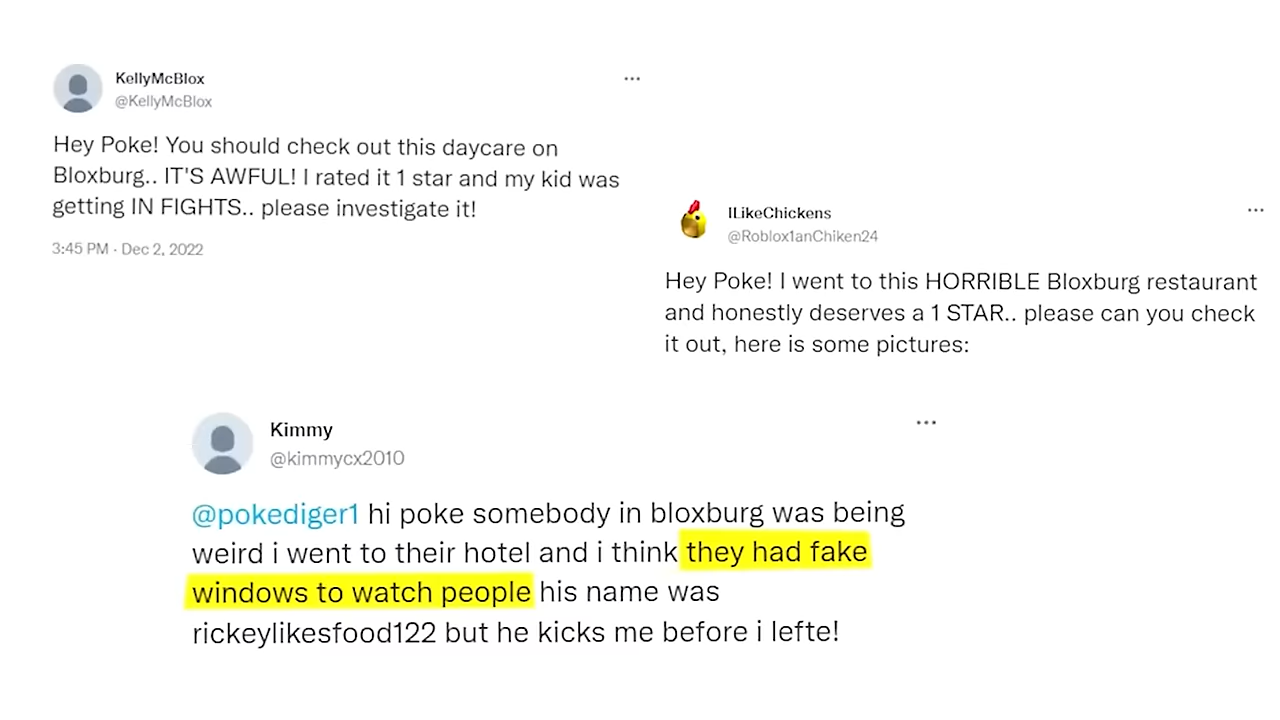 KellyMcBlox
@KellyMcBlox
Hey Poke! You should check out this daycare on
Bloxburg.. IT'S AWFUL! I rated it 1 star and my kid was
getting IN FIGHTS.. please investigate it!
3:45 PM · Dec 2, 2022
ILikeChickens
@Roblox1anChiken24
Hey Poke! I went to this HORRIBLE Bloxburg restaurant
and honestly deserves a 1 STAR.. please can you check
it out, here is some pictures:
Kimmy
@kimmycx2010
@pokediger1 hi poke somebody in bloxburg was being
weird i went to their hotel and i think they had fake
windows to watch people his name was
rickeylikesfood122 but he kicks me before i lefte!